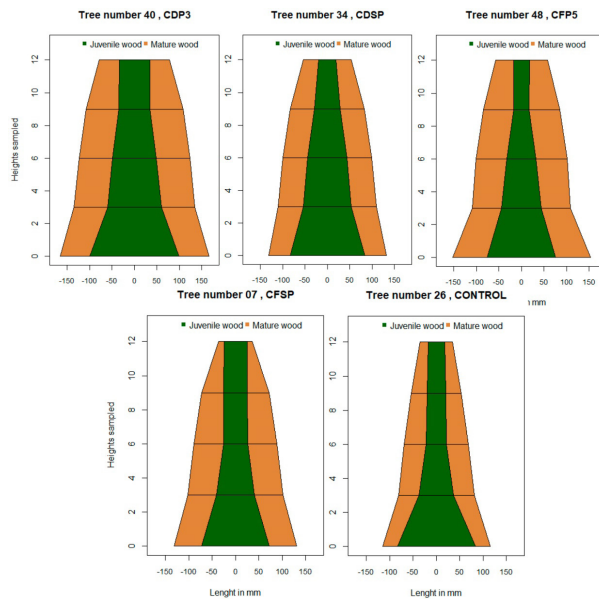 Tree number 40 , CDP3
Juvenile wood Mature wood
Heights sampled
0 2 4 6 8 10 12
-150 -100 -50 0 50 100 150
Tree number 34 , CDSP
Juvenile wood Mature wood
0 2 4 6 8 10 12
-150 -100 -50 0 50 100 150
Tree number 48 , CFP5
Juvenile wood Mature wood
0 2 4 6 8 10 12
-150 -100 -50 0 50 100 150
ı mm
Tree number 07 , CFSP
Juvenile wood Mature wood
Heights sampled
0 2 4 6 8 10 12
-150 -100 -50 0 50 100 150
Lenght in mm
Tree number 26 , CONTROL
Juvenile wood Mature wood
0 2 4 6 8 10 12
-150 -100 -50 0 50 100 150
Lenght in mm